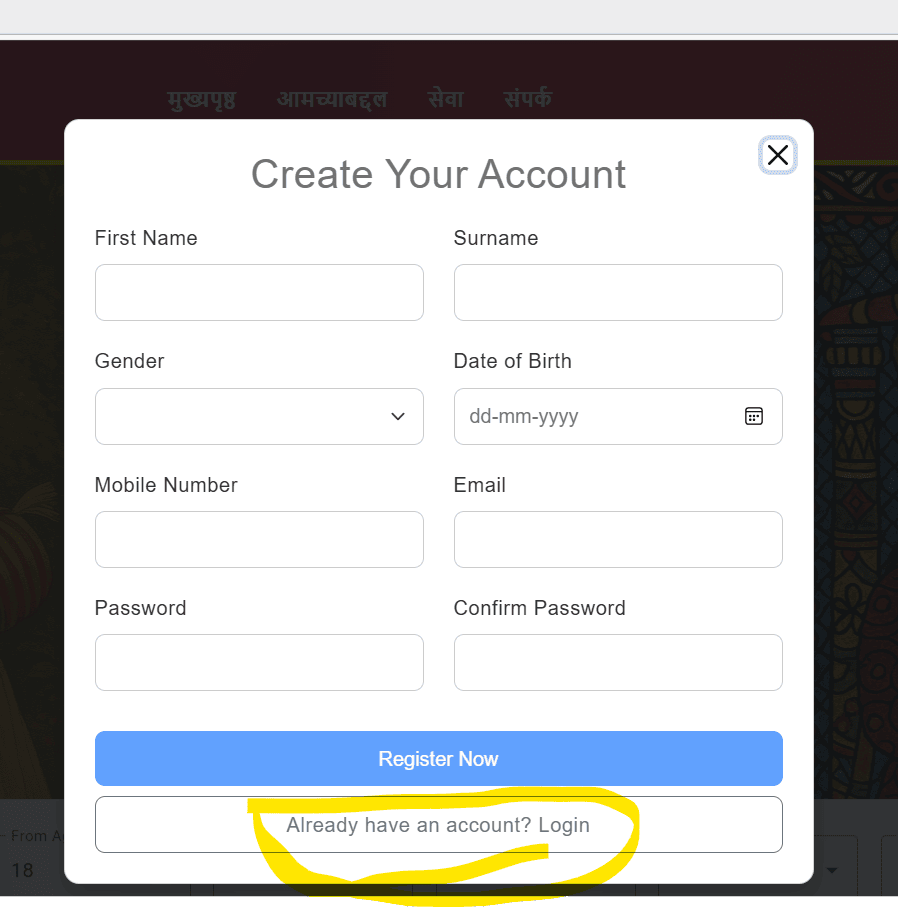 मुख्यपृष्ठ आमच्याबद्दल सेवा संपर्क
Create Your Account
First Name Surname
Gender Date of Birth
dd-mm-yyyy
Mobile Number Email
Password Confirm Password
Register Now
Already have an account? Login
From
18